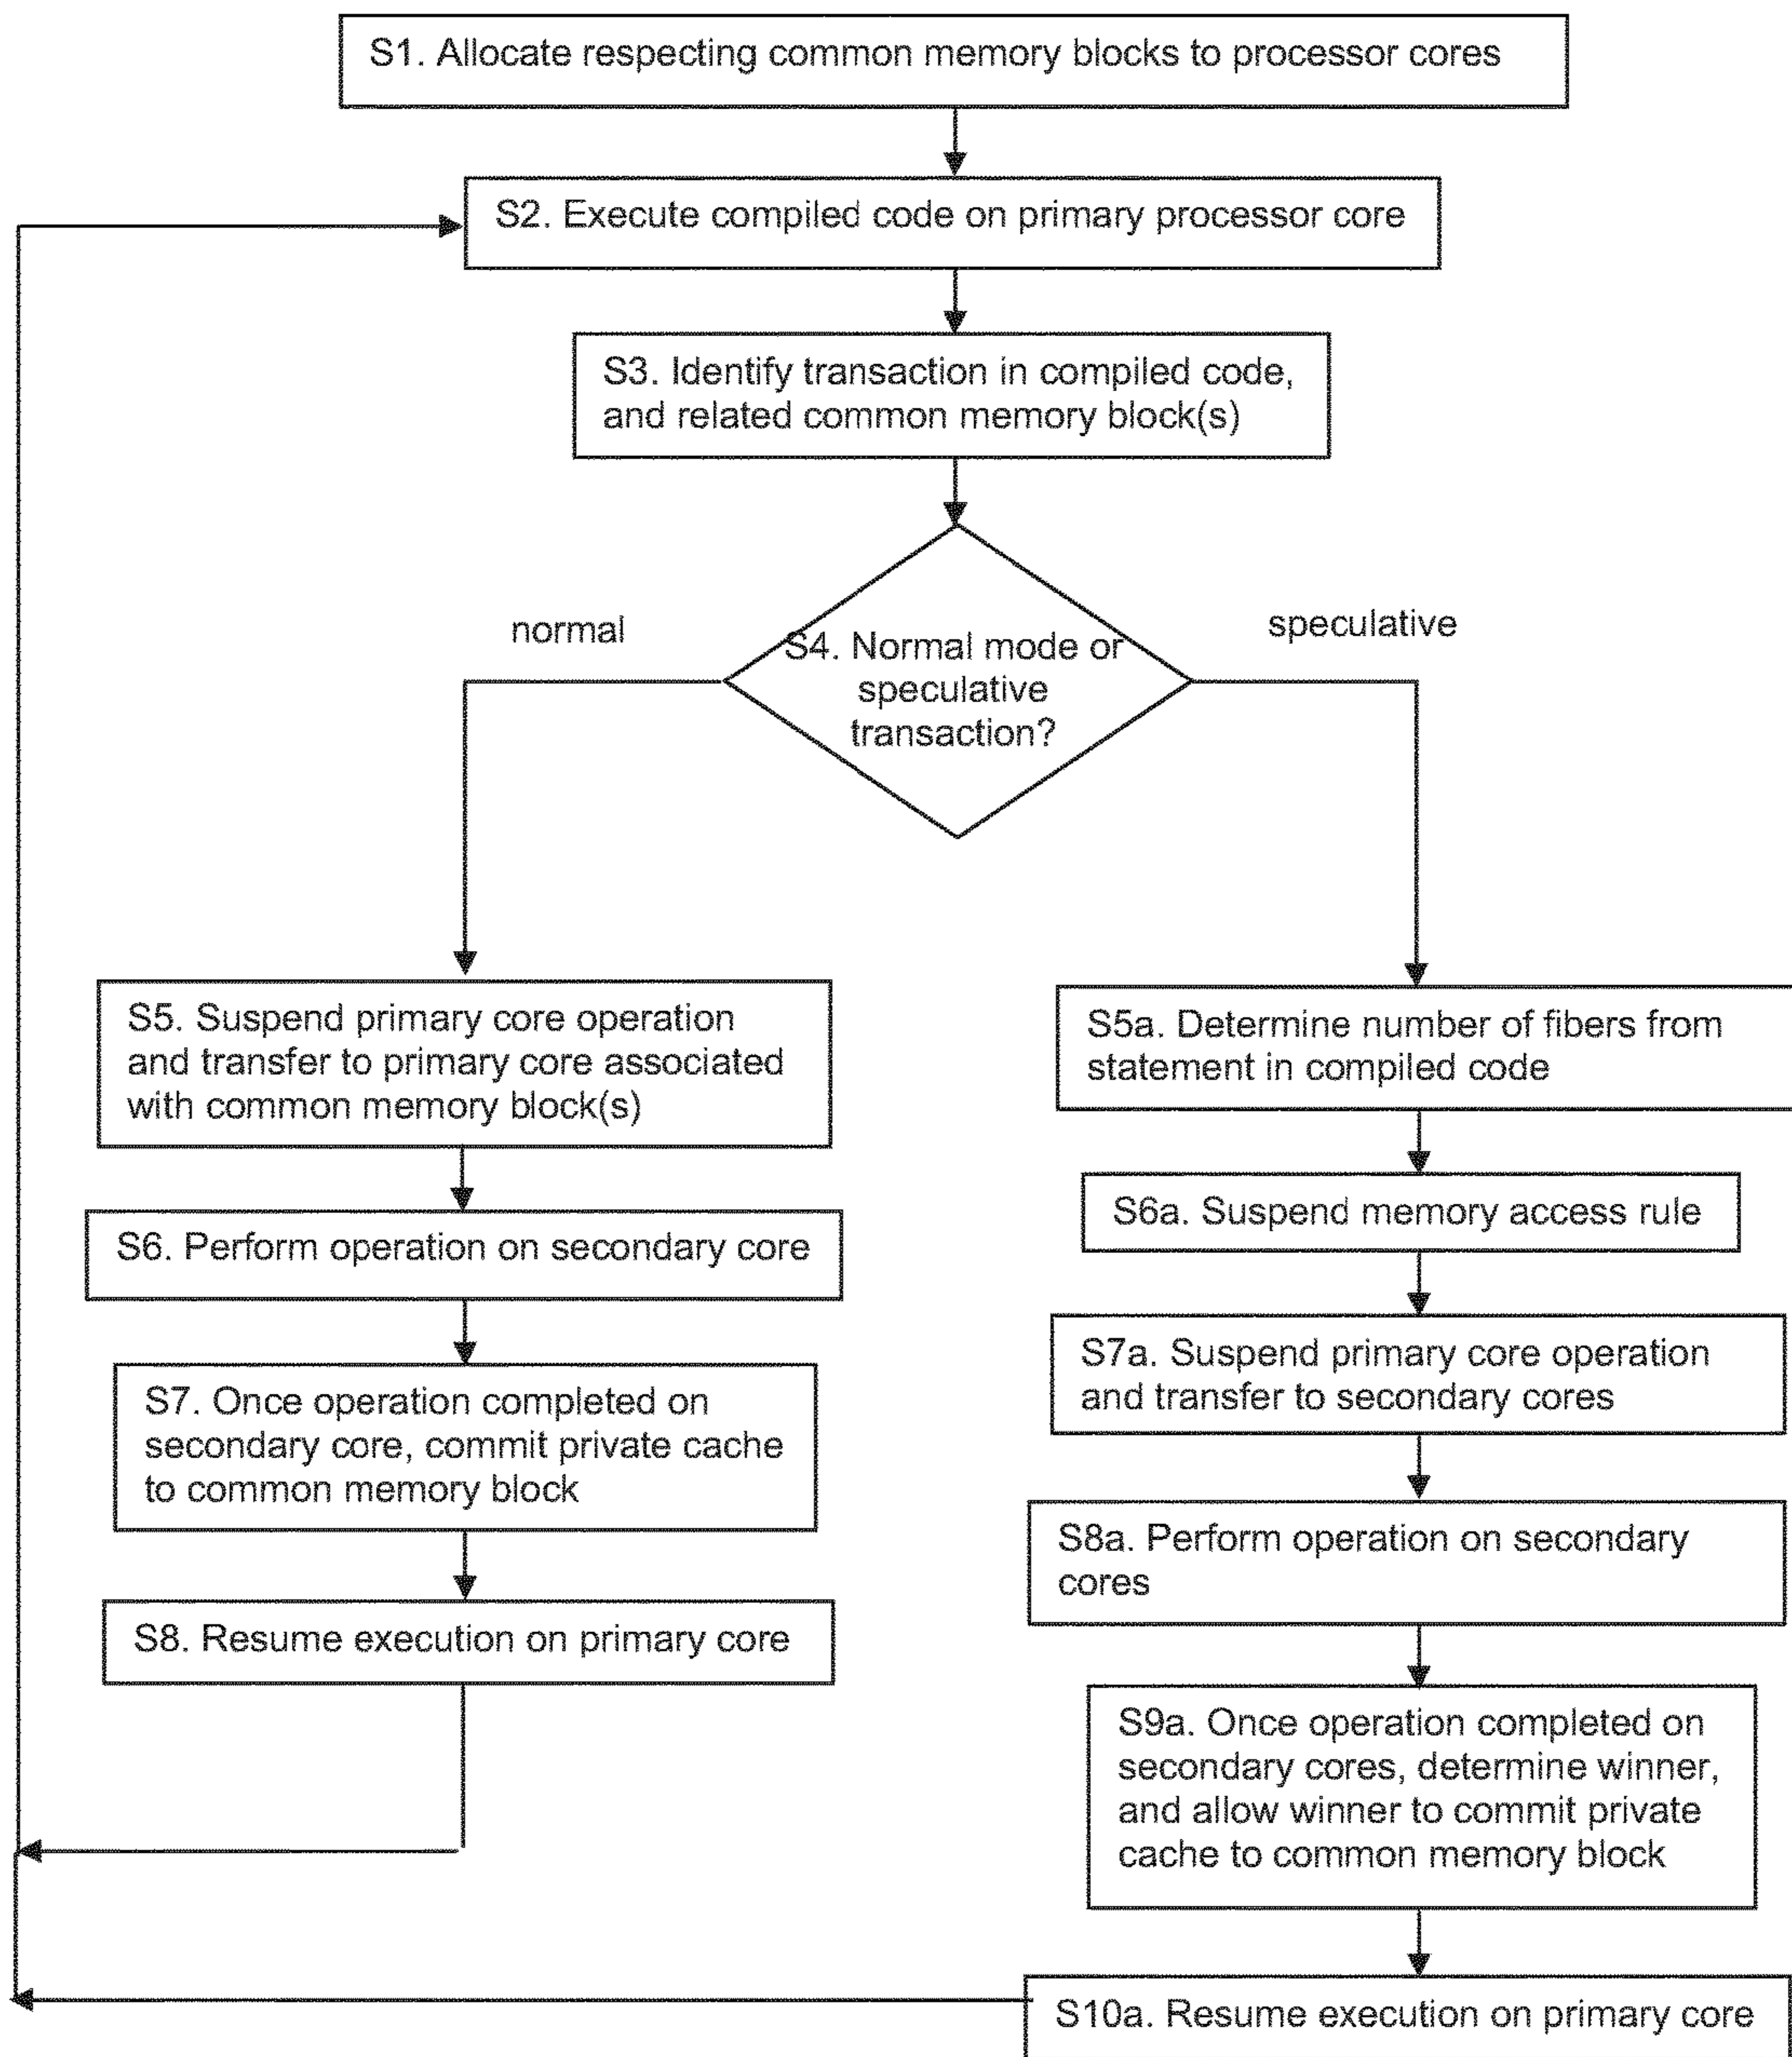 S1. Allocate respecting common memory blocks to processor cores
S2. Execute compiled code on primary processor core
S3. Identify transaction in compiled code,
and related common memory block(s)
normal
speculative
S4. Normal mode or
speculative
transaction?
S5. Suspend primary core operation
and transfer to primary core associated
with common memory block(s)
S6. Perform operation on secondary core
S7. Once operation completed on
secondary core, commit private cache
to common memory block
S8. Resume execution on primary core
S5a. Determine number of fibers from
statement in compiled code
S6a. Suspend memory access rule
S7a. Suspend primary core operation
and transfer to secondary cores
S8a. Perform operation on secondary
cores
S9a. Once operation completed on
secondary cores, determine winner,
and allow winner to commit private
cache to common memory block
S10a. Resume execution on primary core